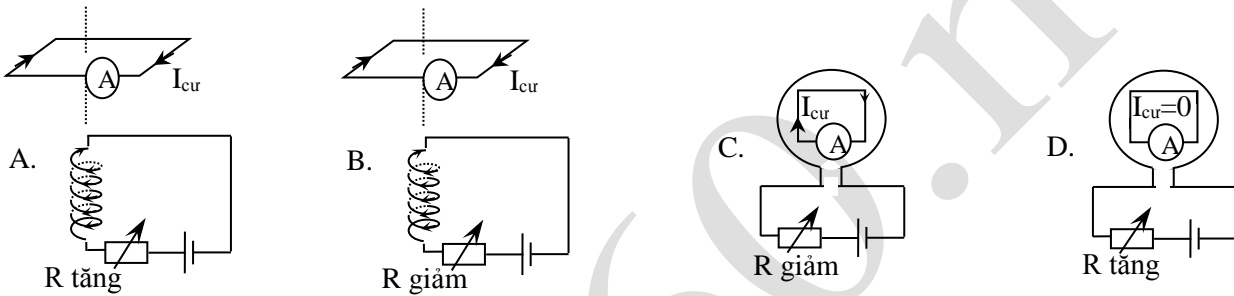 A
I cư
A.
R tăng
A
I cư
B.
R giảm
I cư
A
C.
R giảm
I cư=0
A
D.
R tăng